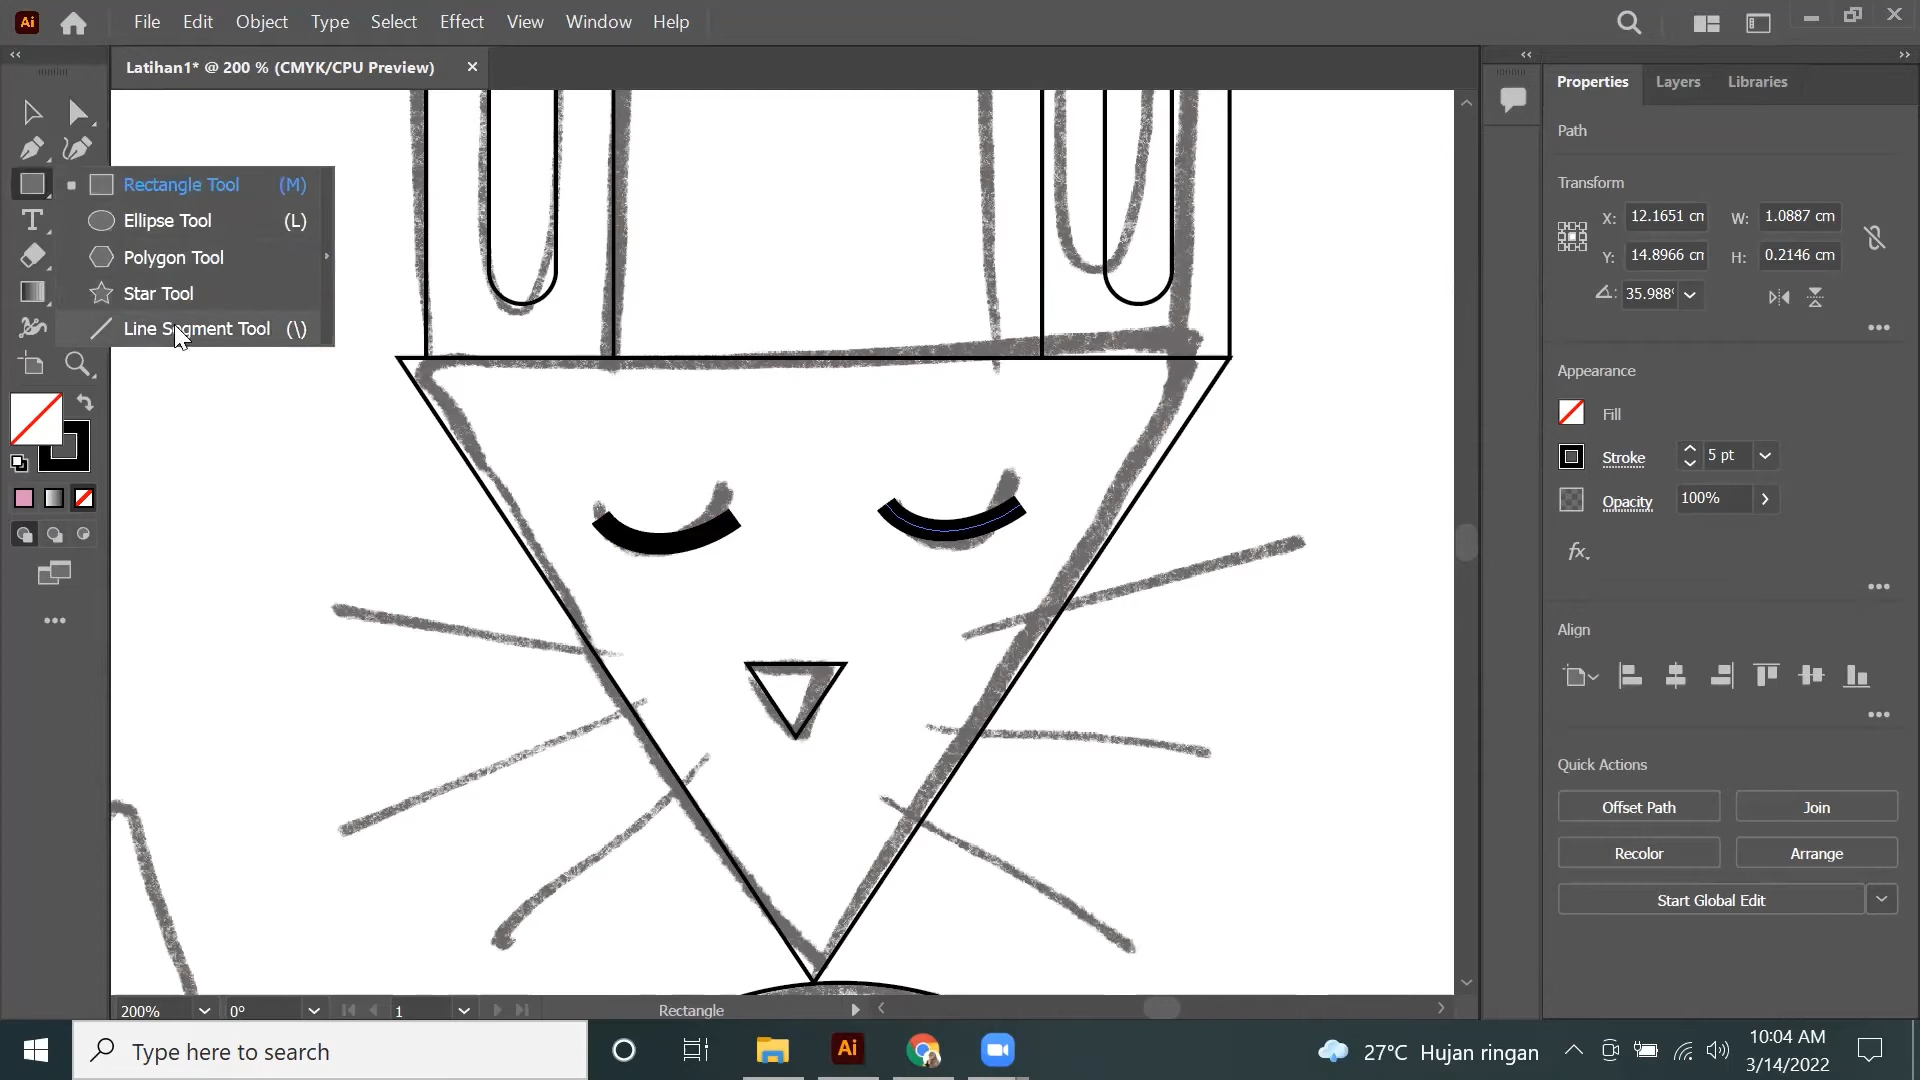 Ai File Edit Object Type Select Effect View Window Help
Latihan1* @ 200 % (CMYK/CPU Preview)
Rectangle Tool (M)
Ellipse Tool (L)
Polygon Tool
Star Tool
Line Segment Tool (\)
Properties Layers Libraries
Path
Transform
X: 12.1651 cm W: 1.0887 cm
Y: 14.8966 cm H: 0.2146 cm
35.988°
Appearance
Fill
Stroke 5 pt
Opacity 100%
fx.
Align
Quick Actions
Offset Path Join
Recolor Arrange
Start Global Edit
200% 0° 1 Rectangle
Type here to search
Ai
27°C Hujan ringan
10:04 AM
3/14/2022